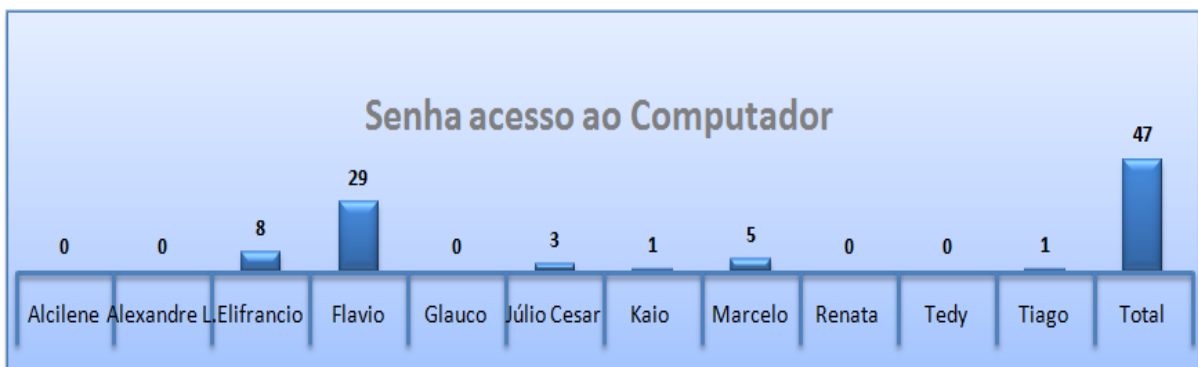 Senha acesso ao Computador
47
29
8
5
3
0
0
0
1
0
0
1
Alcilene
Alexandre L.
Elifrancio
Flavio
Glauco
Júlio Cesar
Kaio
Marcelo
Renata
Tedy
Tiago
Total